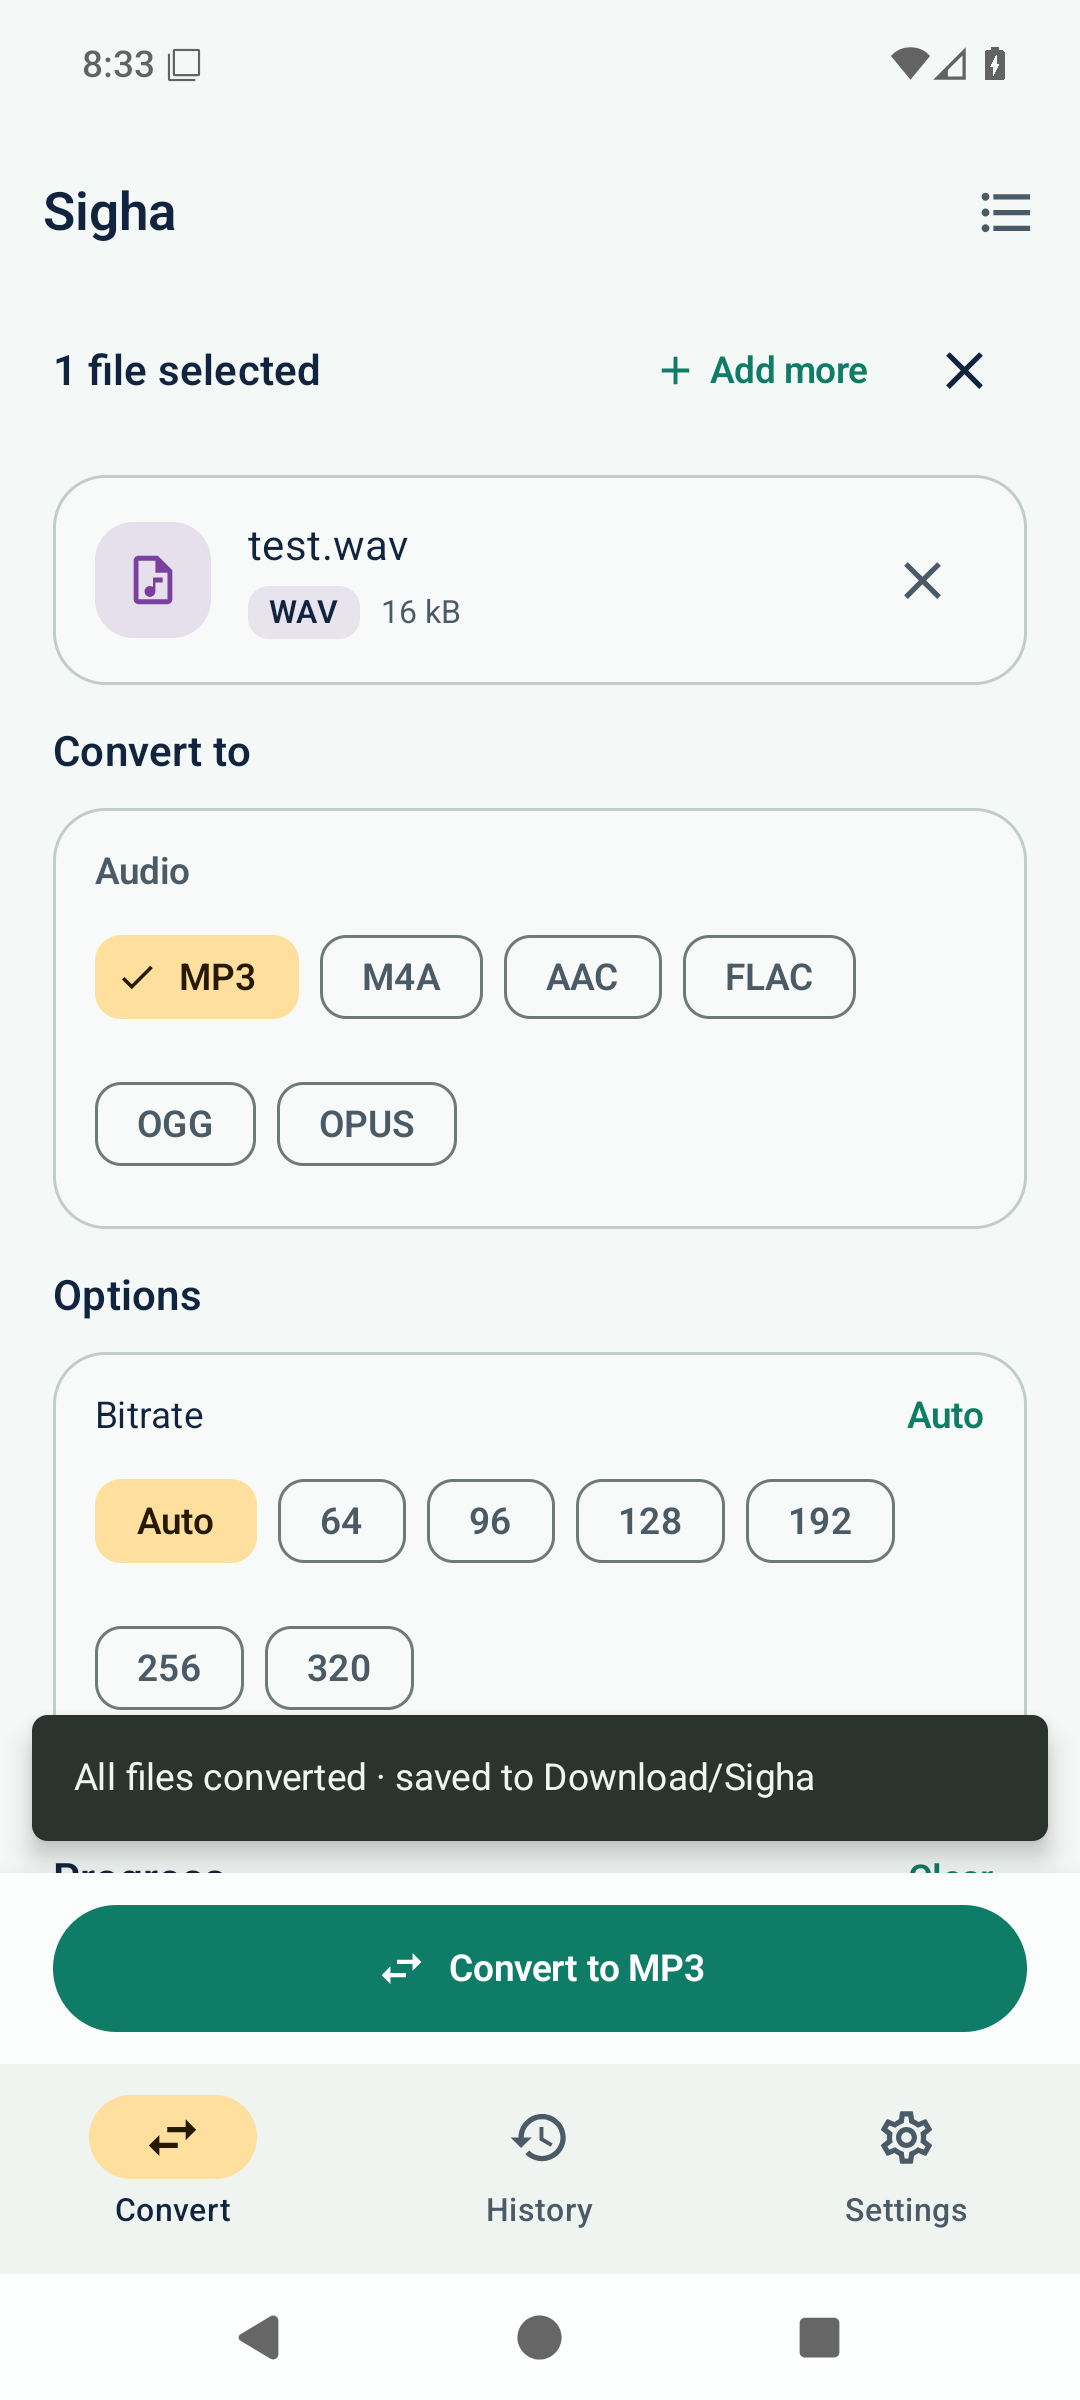 8:33
Sigha
1 file selected
Add more
test.wav
WAV 16 kB
Convert to
Audio
MP3 M4A AAC FLAC
OGG OPUS
Options
Bitrate Auto
Auto 64 96 128 192
256 320
All files converted · saved to Download/Sigha
Progress Clear
Convert to MP3
Convert History Settings